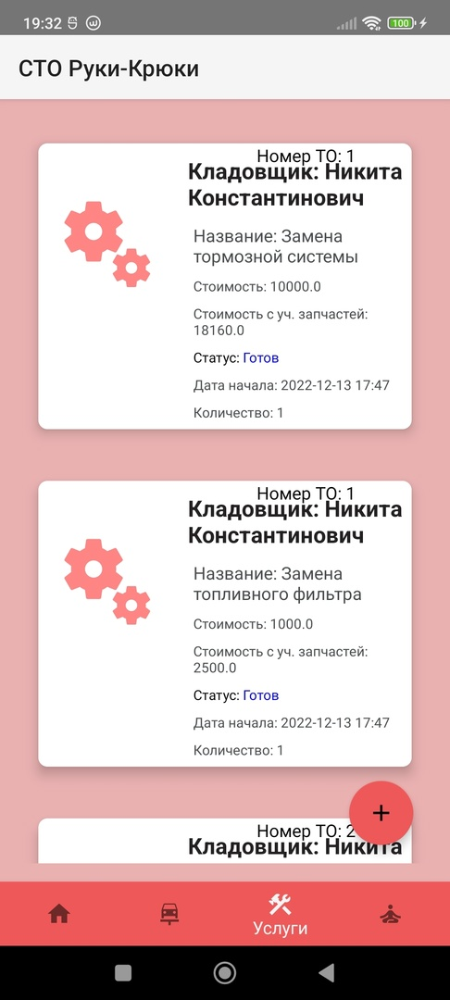 19:32
100
СТО Руки-Крюки
Номер ТО: 1
Кладовщик: Никита
Константинович
Название: Замена
тормозной системы
Стоимость: 10000.0
Стоимость с уч. запчастей:
18160.0
Статус: Готов
Дата начала: 2022-12-13 17:47
Количество: 1
Номер ТО: 1
Кладовщик: Никита
Константинович
Название: Замена
топливного фильтра
Стоимость: 1000.0
Стоимость с уч. запчастей:
2500.0
Статус: Готов
Дата начала: 2022-12-13 17:47
Количество: 1
Номер ТО: 2
Кладовщик: Никита
Услуги